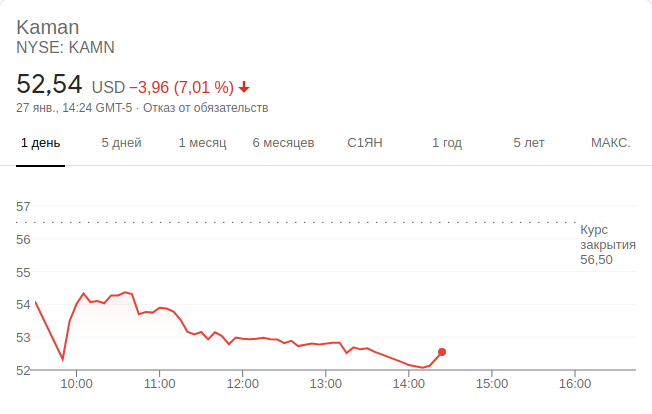 Kaman
NYSE: KAMN
52,54 USD −3,96 (7,01 %)
27 янв., 14:24 GMT-5 · Отказ от обязательств
1 день 5 дней 1 месяц 6 месяцев С1ЯН 1 год 5 лет МАКС.
57
56
55
54
53
52
Курс
закрытия
56,50
10:00 11:00 12:00 13:00 14:00 15:00 16:00